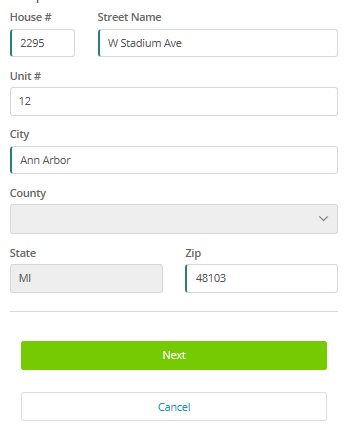 House # Street Name
2295 W Stadium Ave
Unit #
12
City
Ann Arbor
County
State Zip
MI 48103
Next
Cancel